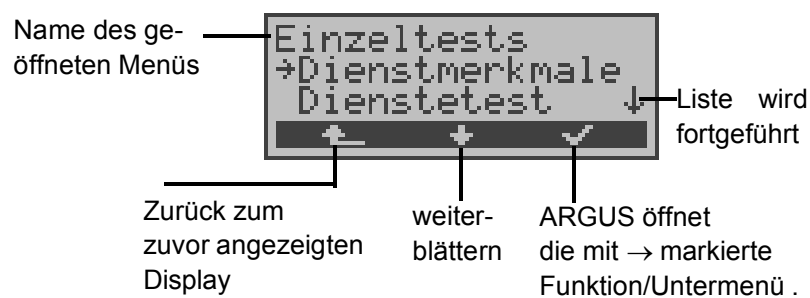 Name des ge-
öffneten Menüs
Einzeltests
→Dienstmerkmale
Dienstetest ↓
Liste wird
fortgeführt
Zurück zum
zuvor angezeigten
Display
weiter-
blättern
ARGUS öffnet
die mit → markierte
Funktion/Untermenü .